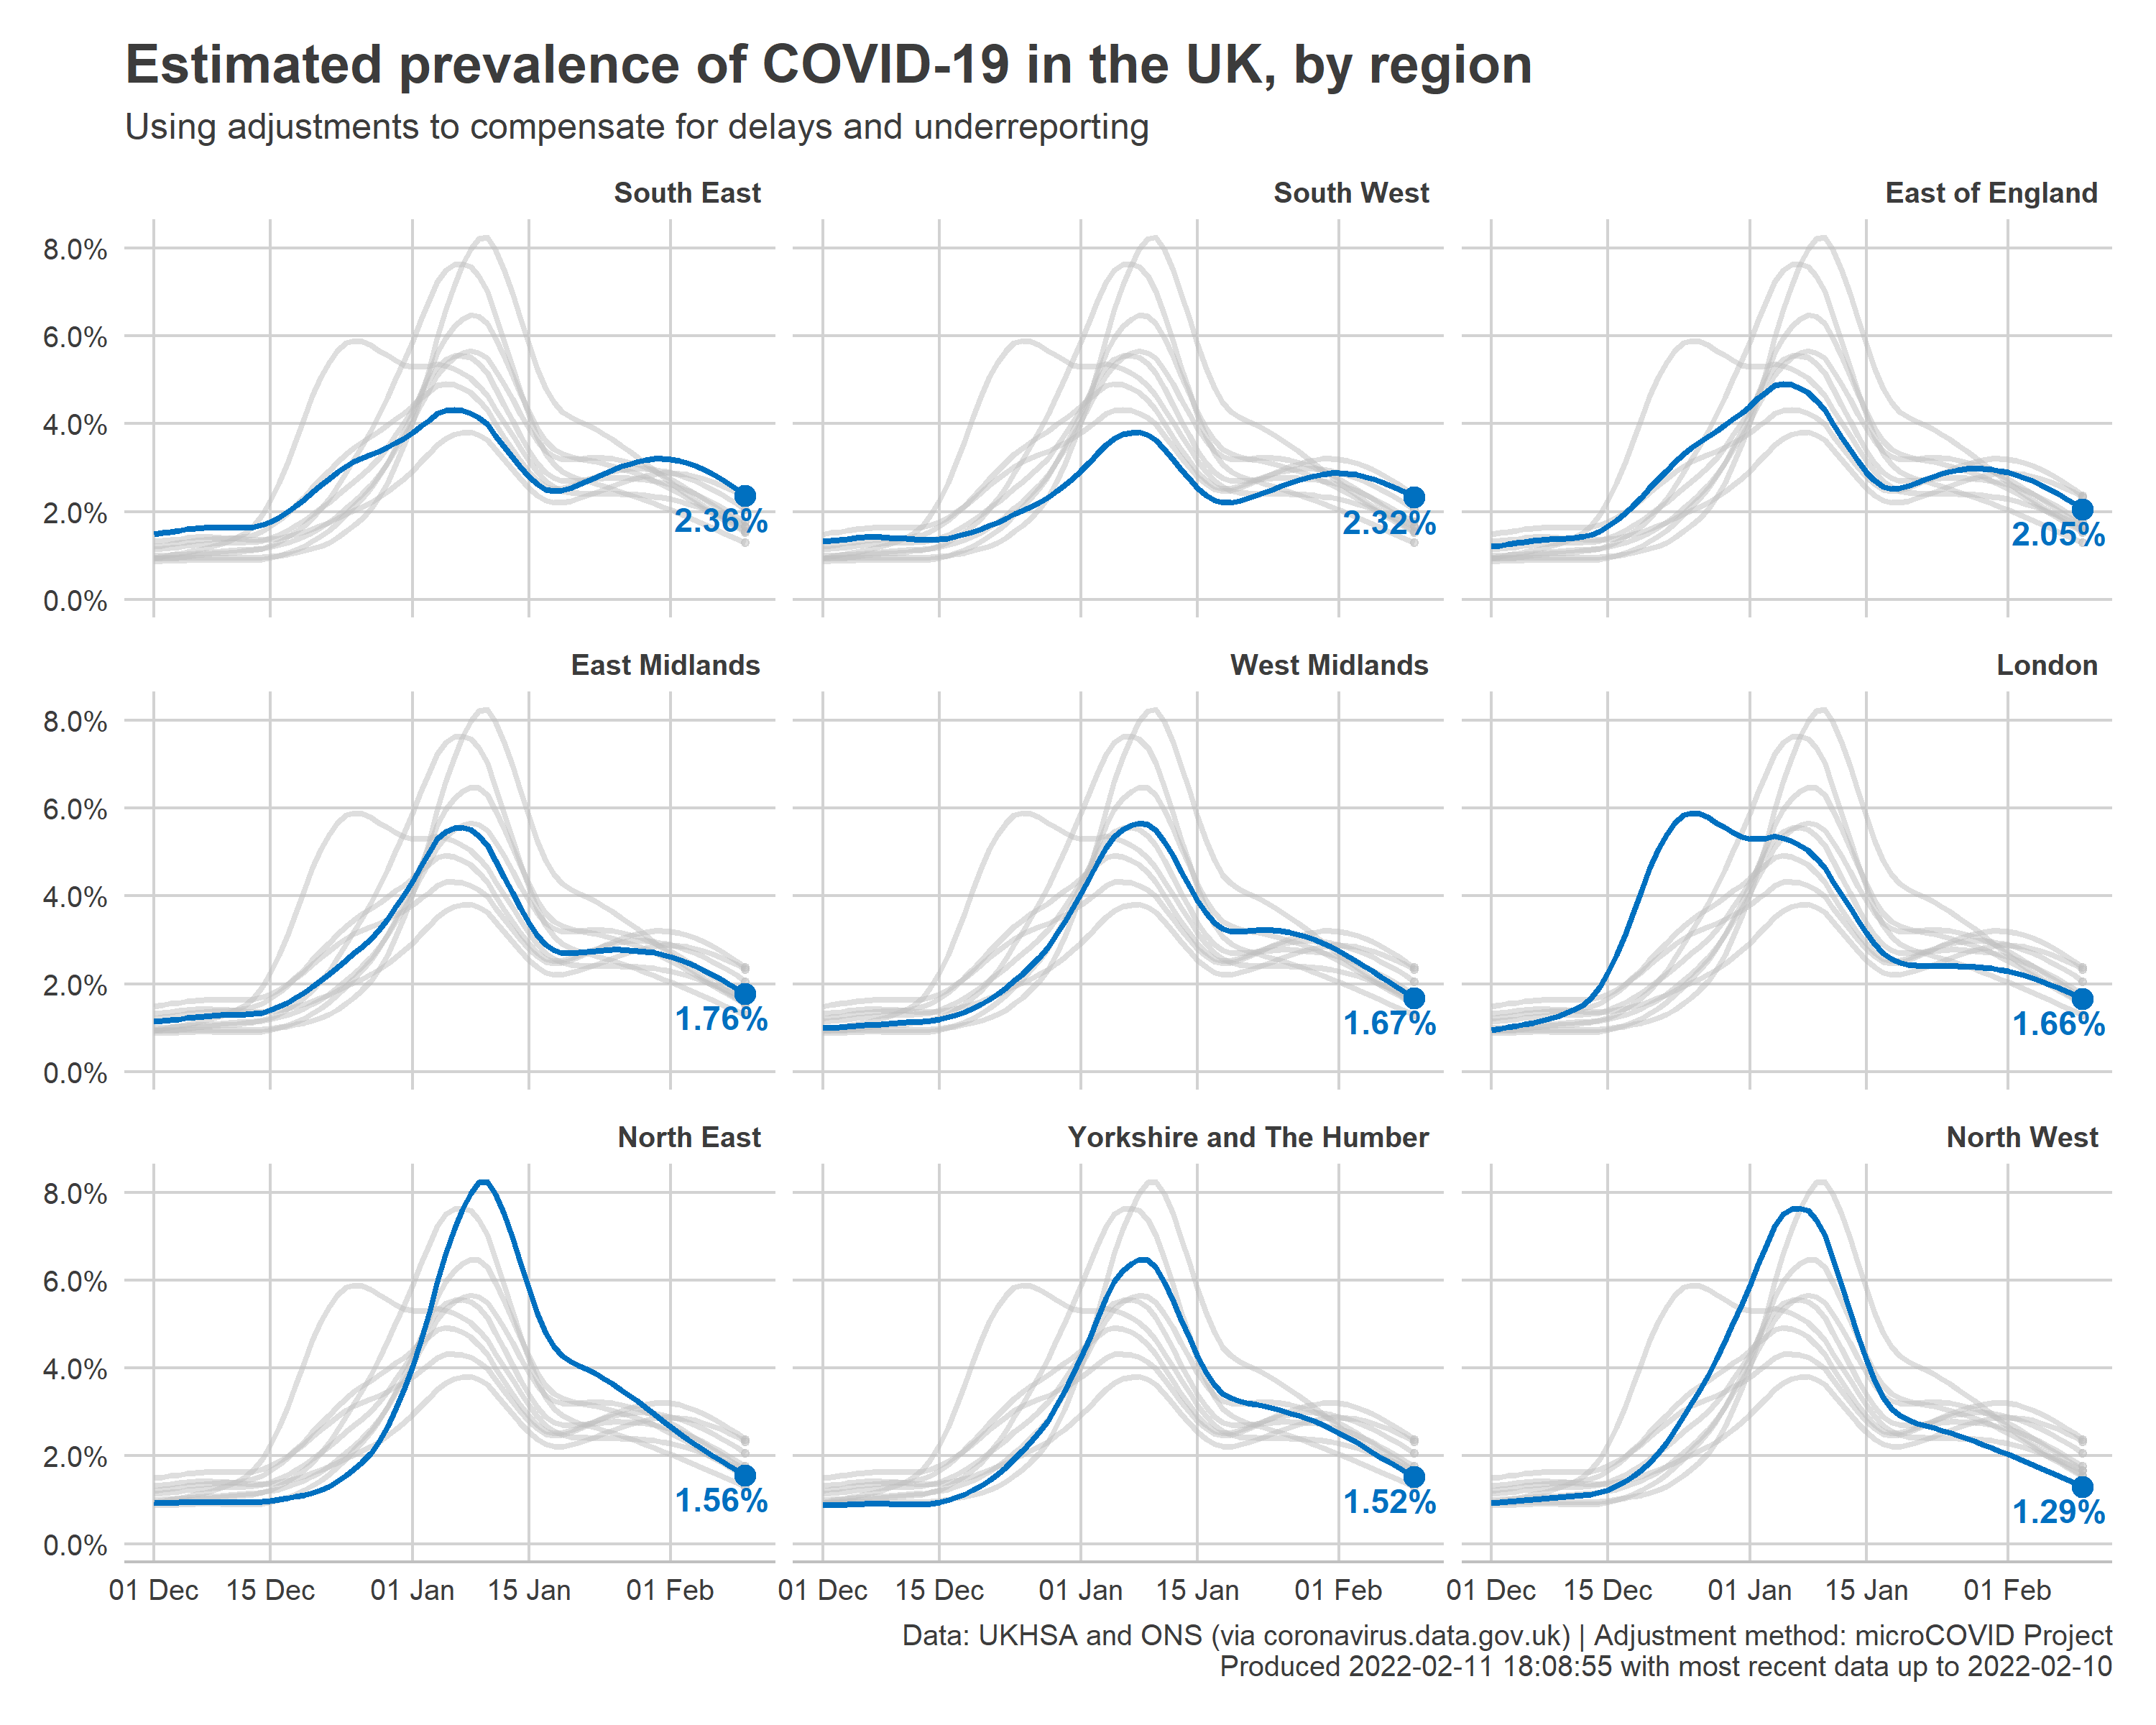 Estimated prevalence of COVID-19 in the UK, by region
Using adjustments to compensate for delays and underreporting
South East
South West
East of England
8.0%
6.0%
4.0%
2.0%
0.0%
2.36%
2.32%
2.05%
East Midlands
West Midlands
London
8.0%
6.0%
4.0%
2.0%
0.0%
1.76%
1.67%
1.66%
North East
Yorkshire and The Humber
North West
8.0%
6.0%
4.0%
2.0%
0.0%
1.56%
1.52%
1.29%
01 Dec 15 Dec 01 Jan 15 Jan 01 Feb
01 Dec 15 Dec 01 Jan 15 Jan 01 Feb
01 Dec 15 Dec 01 Jan 15 Jan 01 Feb
Data: UKHSA and ONS (via coronavirus.data.gov.uk) | Adjustment method: microCOVID Project
Produced 2022-02-11 18:08:55 with most recent data up to 2022-02-10